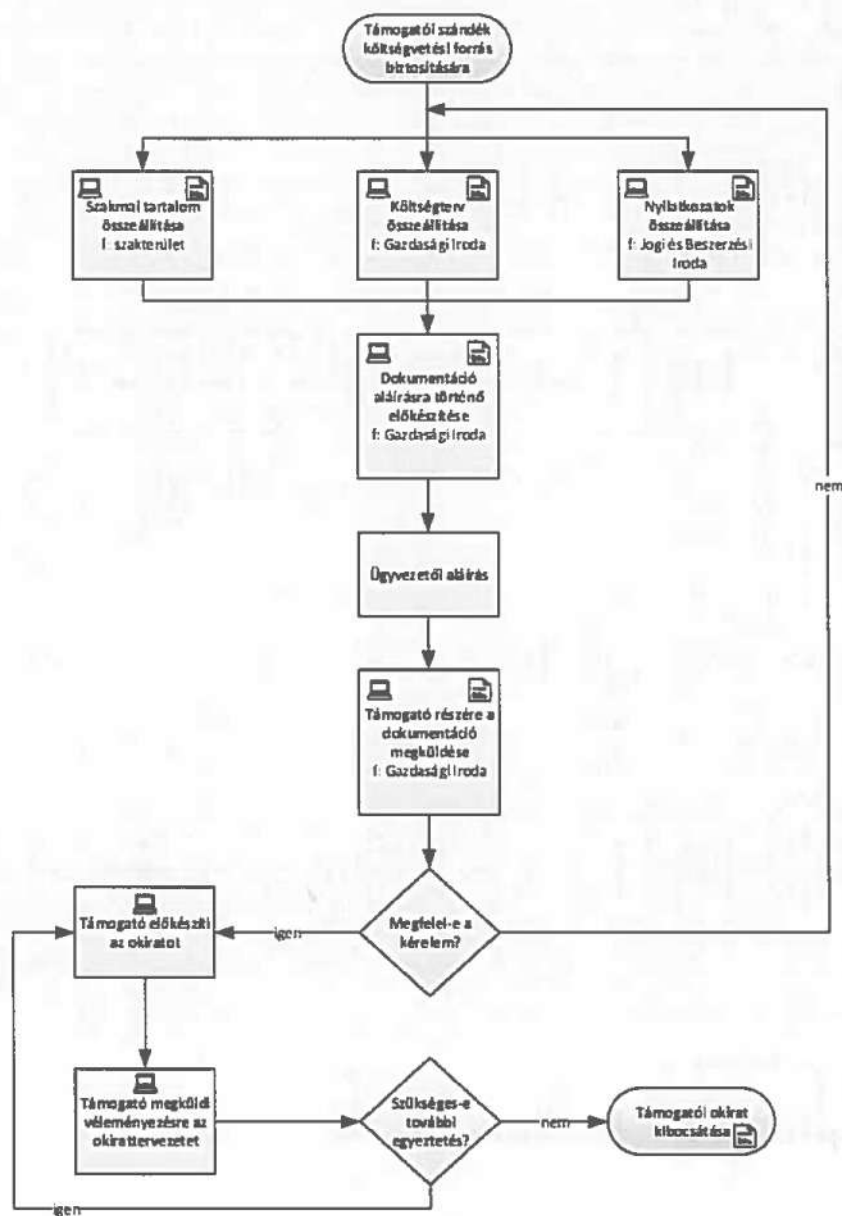 Támogatói szándék
költségvetési forrás
biztosítására
Szakmai tartalom
összeállítása
f: szakterület
Költségterv
összeállítása
f: Gazdasági Iroda
Nyilatkozatok
összeállítása
f: Jogi és Beszerzési
Iroda
Dokumentáció
aláírásra történő
előkészítése
f: Gazdasági Iroda
nem
Ügyvezetői aláírás
Támogató részére a
dokumentáció
megküldése
f: Gazdasági Iroda
Megfelel-e a
kérelem?
igen
Támogató előkészíti
az okiratot
Támogató megküldi
véleményezésre az
okirattervezetet
Szükséges-e
további
egyeztetés?
nem
Támogatói okirat
kibocsátása
igen